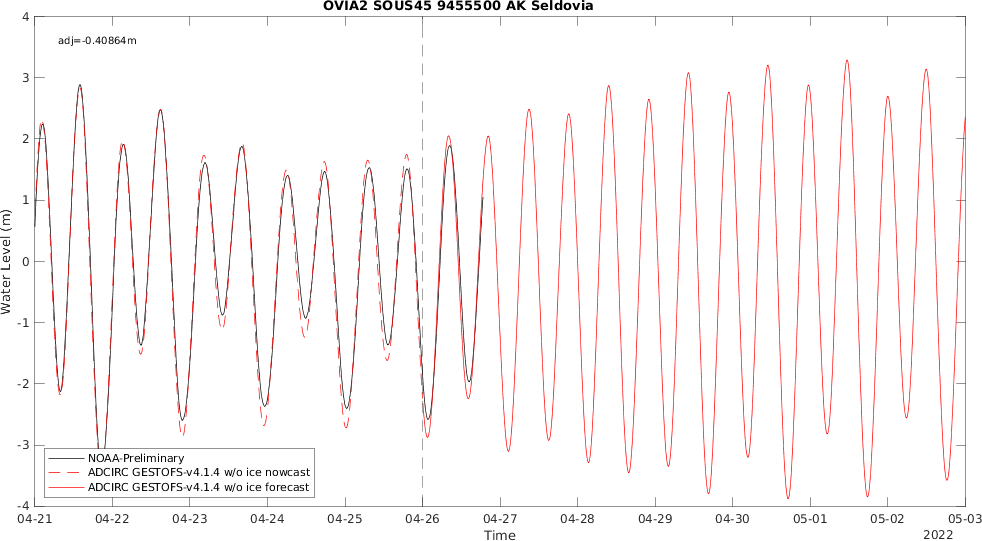 OVIA2 SOUS45 9455500 AK Seldovia
adj=-0.40864m
4
3
2
1
0
-1
-2
-3
-4
Water Level (m)
NOAA-Preliminary
ADCIRC GESTOFS-v4.1.4 w/o ice nowcast
ADCIRC GESTOFS-v4.1.4 w/o ice forecast
04-21 04-22 04-23 04-24 04-25 04-26 04-27 04-28 04-29 04-30 05-01 05-02 05-03
Time
2022